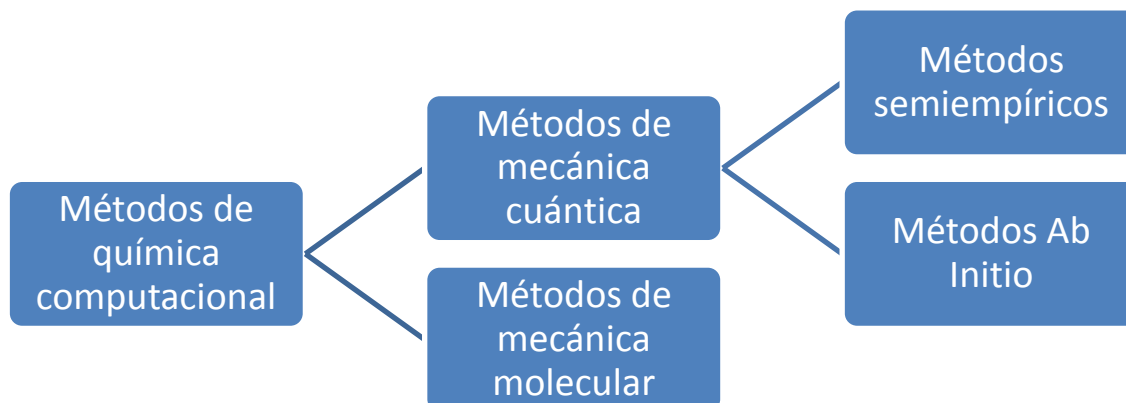 Métodos de
química
computacional
Métodos de
mecánica
cuántica
Métodos de
mecánica
molecular
Métodos
semiempíricos
Métodos Ab
Initio